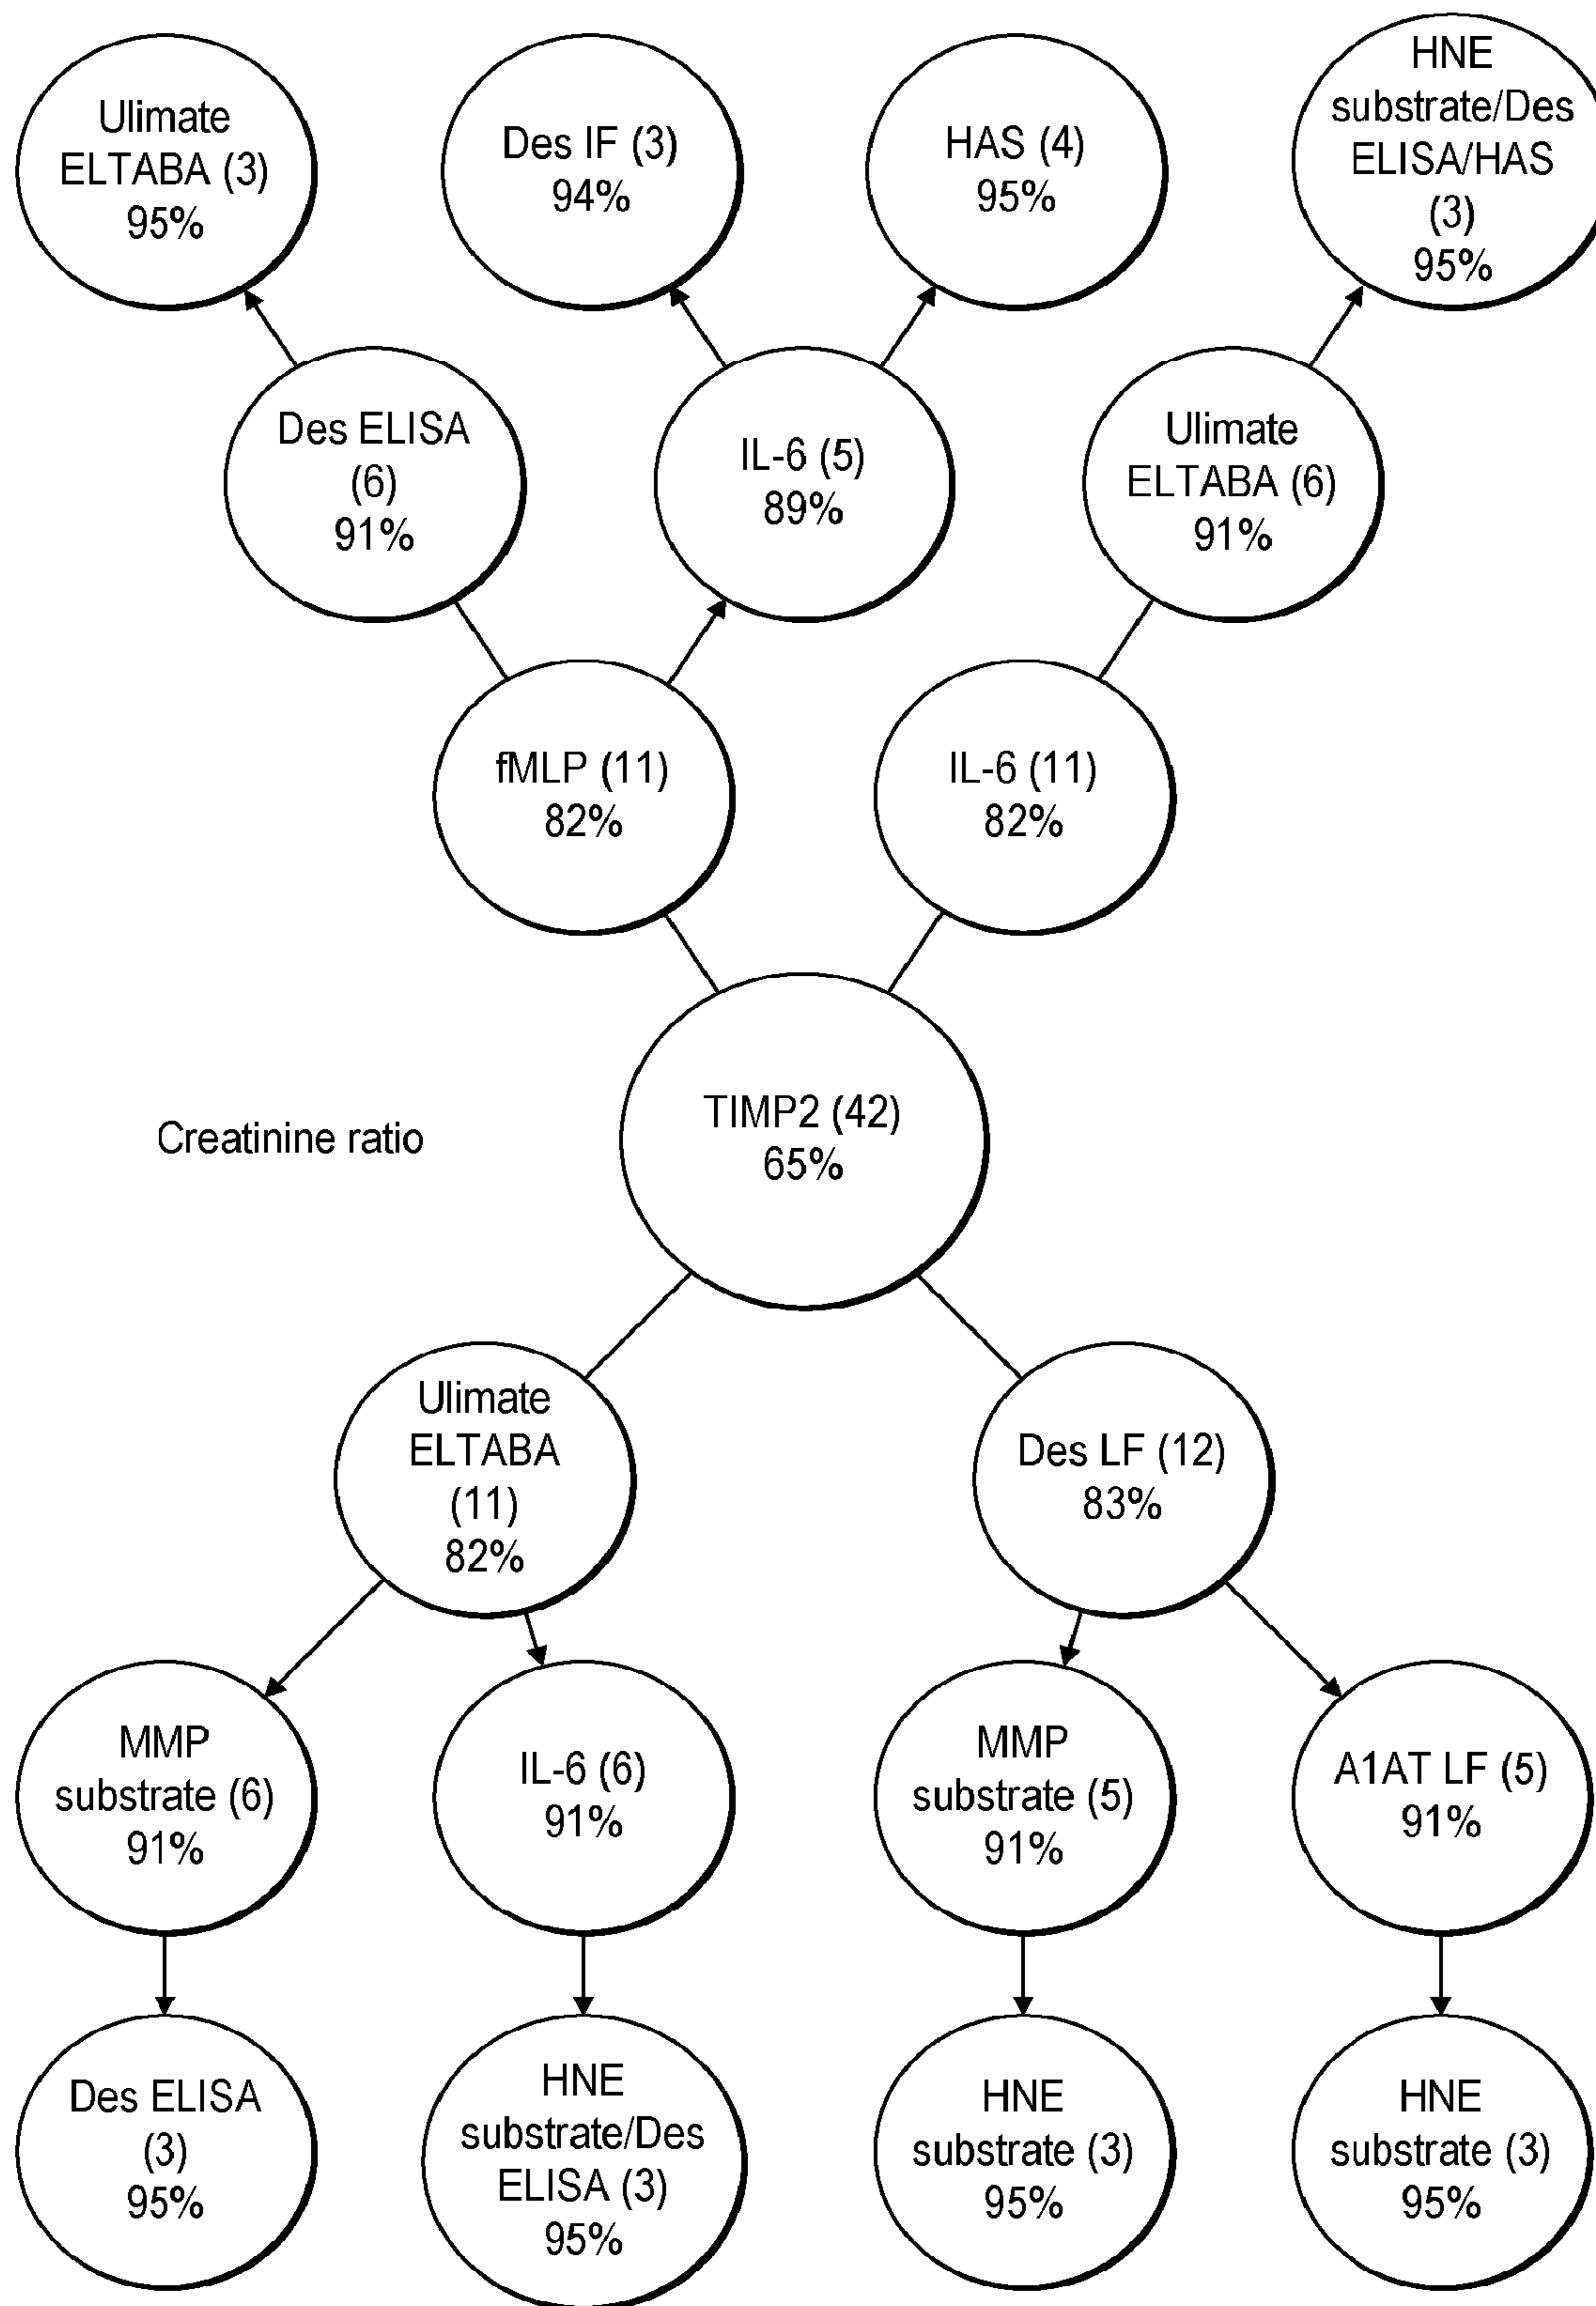 Ulimate
ELTABA (3)
95%
Des IF (3)
94%
HAS (4)
95%
HNE
substrate/Des
ELISA/HAS
(3)
95%
Des ELISA
(6)
91%
IL-6 (5)
89%
Ulimate
ELTABA (6)
91%
fMLP (11)
82%
IL-6 (11)
82%
Creatinine ratio
TIMP2 (42)
65%
Ulimate
ELTABA
(11)
82%
Des LF (12)
83%
MMP
substrate (6)
91%
IL-6 (6)
91%
MMP
substrate (5)
91%
A1AT LF (5)
91%
Des ELISA
(3)
95%
HNE
substrate/Des
ELISA (3)
95%
HNE
substrate (3)
95%
HNE
substrate (3)
95%